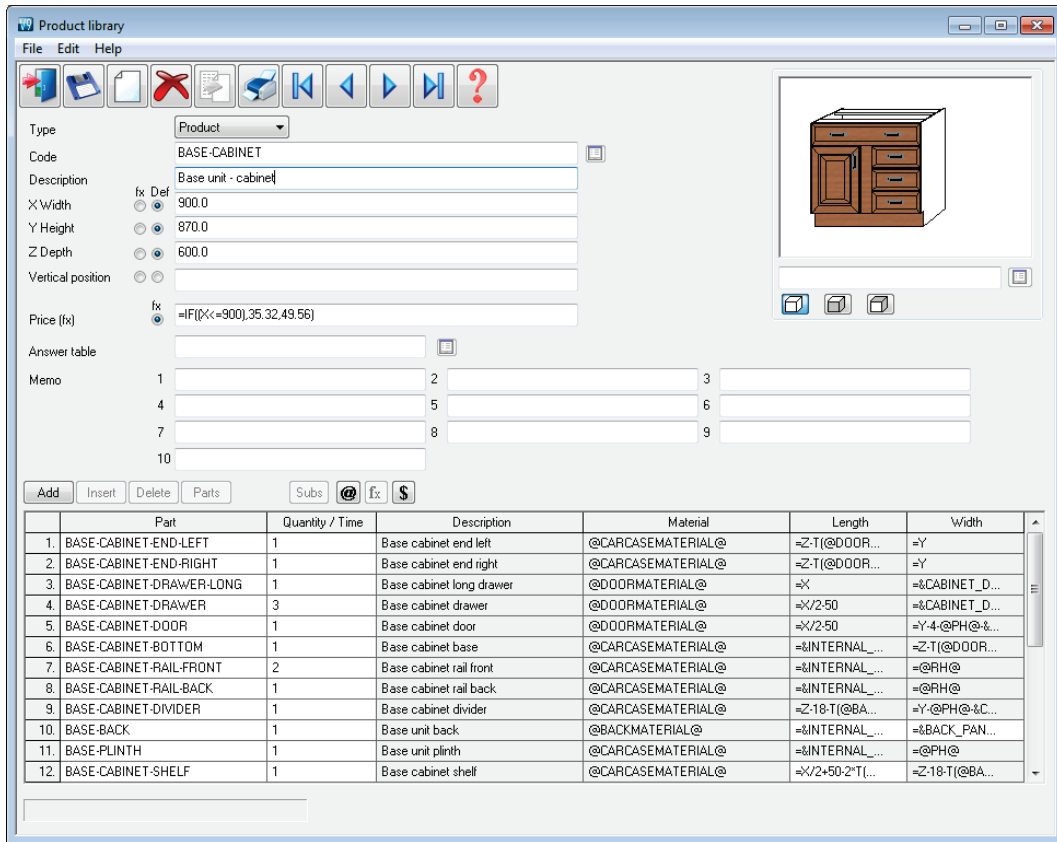 Product library
File Edit Help
Type Product
Code BASE-CABINET
Description Base unit - cabinet
fx Def
X Width 900.0
Y Height 870.0
Z Depth 600.0
Vertical position
fx
Price (fx) =IF((X<=900),35.32,49.56)
Answer table
Memo 1 2 3
4 5 6
7 8 9
10
Add Insert Delete Parts Subs @ fx $
Part Quantity / Time Description Material Length Width
1. BASE-CABINET-END-LEFT 1 Base cabinet end left @CARCASEMATERIAL@ =Z-T(@DOOR... =Y
2. BASE-CABINET-END-RIGHT 1 Base cabinet end right @CARCASEMATERIAL@ =Z-T(@DOOR... =Y
3. BASE-CABINET-DRAWER-LONG 1 Base cabinet long drawer @DOORMATERIAL@ =X =&CABINET_D...
4. BASE-CABINET-DRAWER 3 Base cabinet drawer @DOORMATERIAL@ =X/2-50 =&CABINET_D...
5. BASE-CABINET-DOOR 1 Base cabinet door @DOORMATERIAL@ =X/2-50 =Y-4-@PH@-&...
6. BASE-CABINET-BOTTOM 1 Base cabinet base @CARCASEMATERIAL@ =&INTERNAL_... =Z-T(@DOOR...
7. BASE-CABINET-RAIL-FRONT 2 Base cabinet rail front @CARCASEMATERIAL@ =&INTERNAL_... =@RH@
8. BASE-CABINET-RAIL-BACK 1 Base cabinet rail back @CARCASEMATERIAL@ =&INTERNAL_... =@RH@
9. BASE-CABINET-DIVIDER 1 Base cabinet divider @CARCASEMATERIAL@ =Z-18-T(@BA... =Y-@PH@-&C...
10. BASE-BACK 1 Base unit back @BACKMATERIAL@ =&INTERNAL_... =&BACK_PAN...
11. BASE-PLINTH 1 Base unit plinth @CARCASEMATERIAL@ =&INTERNAL_... =@PH@
12. BASE-CABINET-SHELF 1 Base cabinet shelf @CARCASEMATERIAL@ =X/2+50-2*T(... =Z-18-T(@BA...